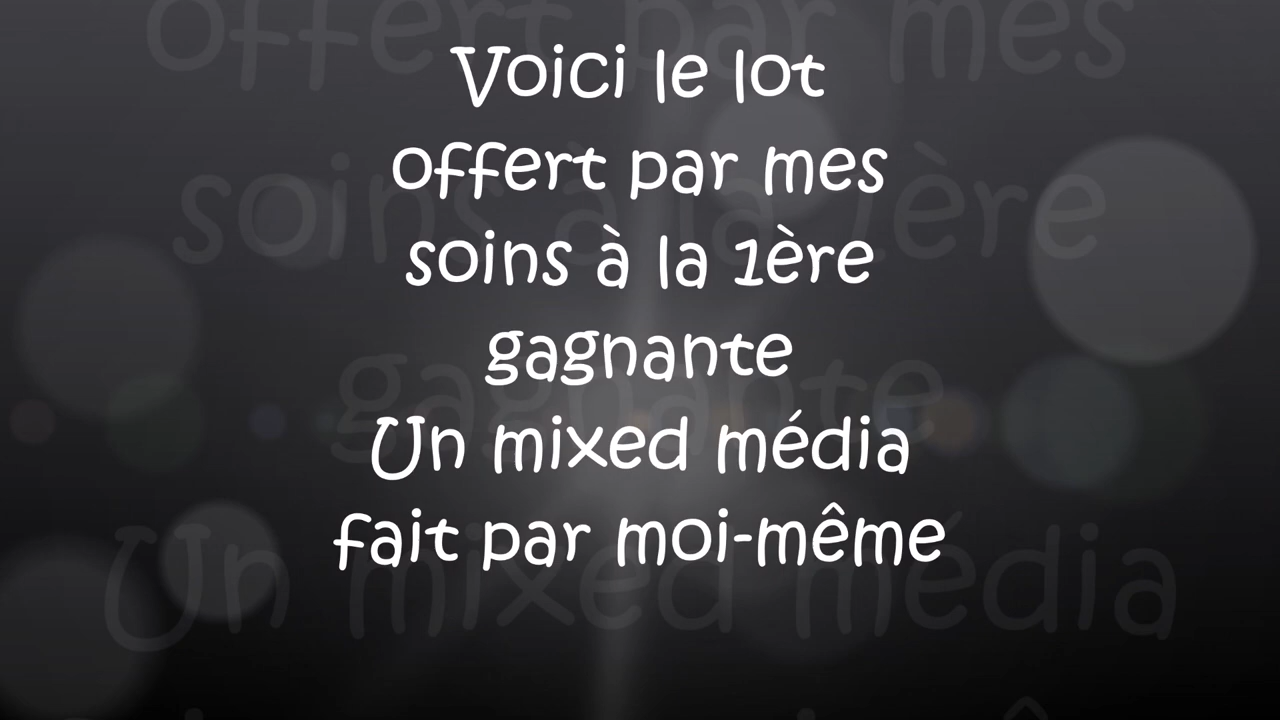 Voici le lot
offert par mes
soins à la 1ère
gagnante
Un mixed média
fait par moi-même